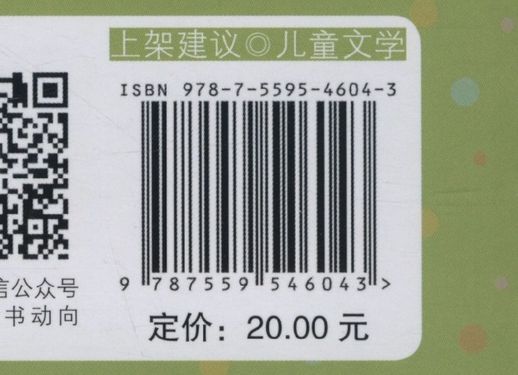 上架建议◎儿童文学
ISBN 978-7-5595-4604-3
9 787559 546043 >
信公众号
书动向
定价：20.00 元